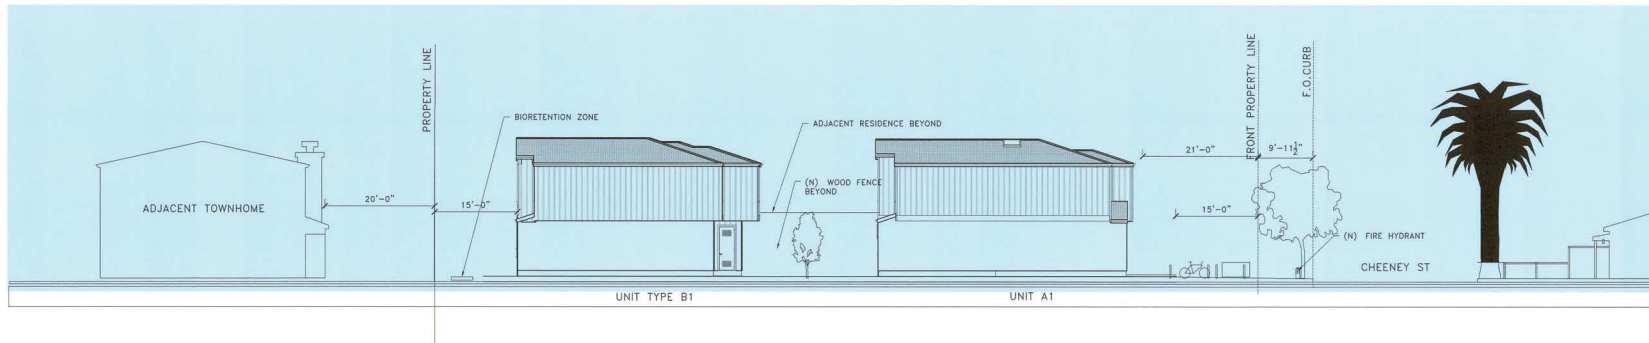 PROPERTY LINE
FRONT PROPERTY LINE
F.O.CURB
BIORETENTION ZONE
ADJACENT RESIDENCE BEYOND
21'-0"
9'-11½"
(N) WOOD FENCE
BEYOND
20'-0"
15'-0"
15'-0"
ADJACENT TOWNHOME
(N) FIRE HYDRANT
CHEENEY ST
UNIT TYPE B1
UNIT A1